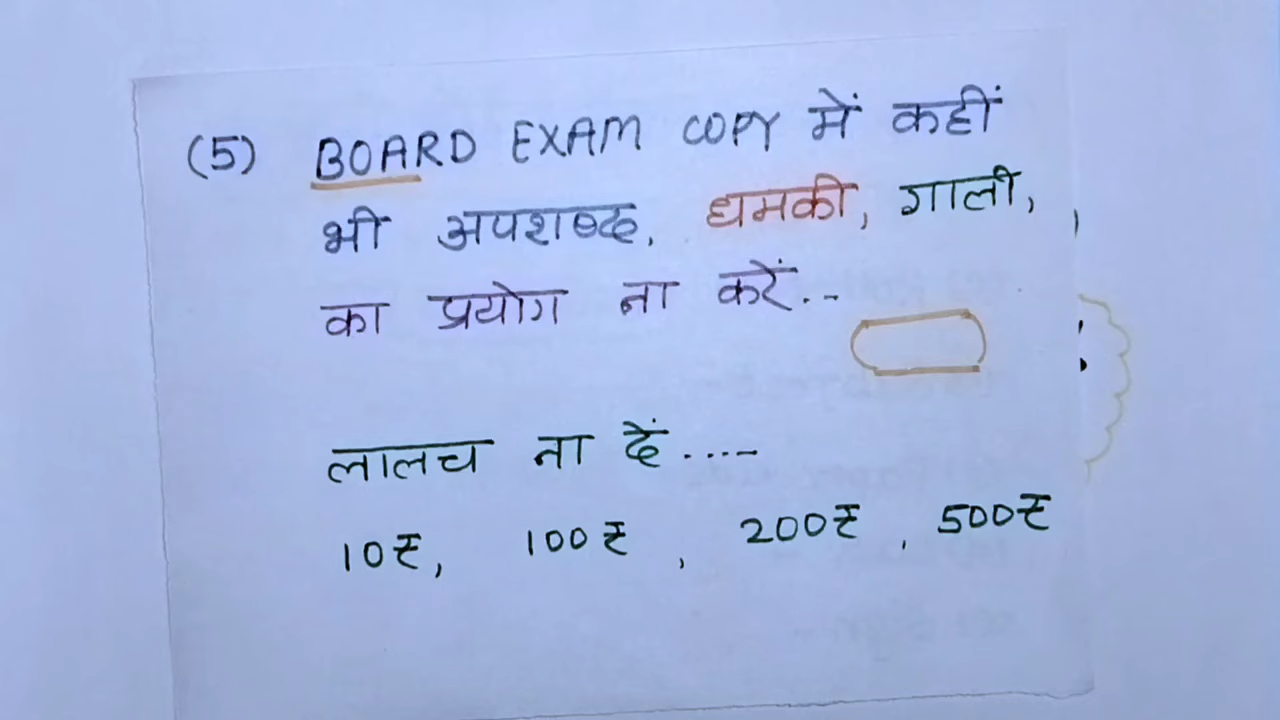 (5) BOARD EXAM COPY में कहीं
भी अपशब्द, धमकी, गाली, ,
का प्रयोग ना करें..
लालच ना दें.....
10₹, 100₹ , 200₹ , 500₹